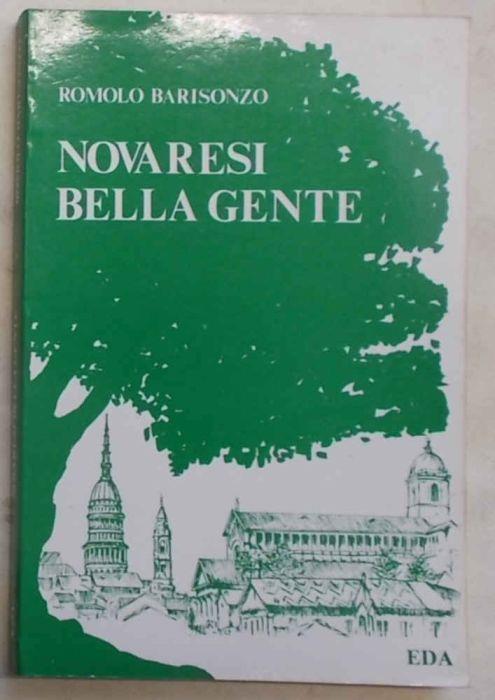 ROMOLO BARISONZO
NOVARESI
BELLA GENTE
EDA